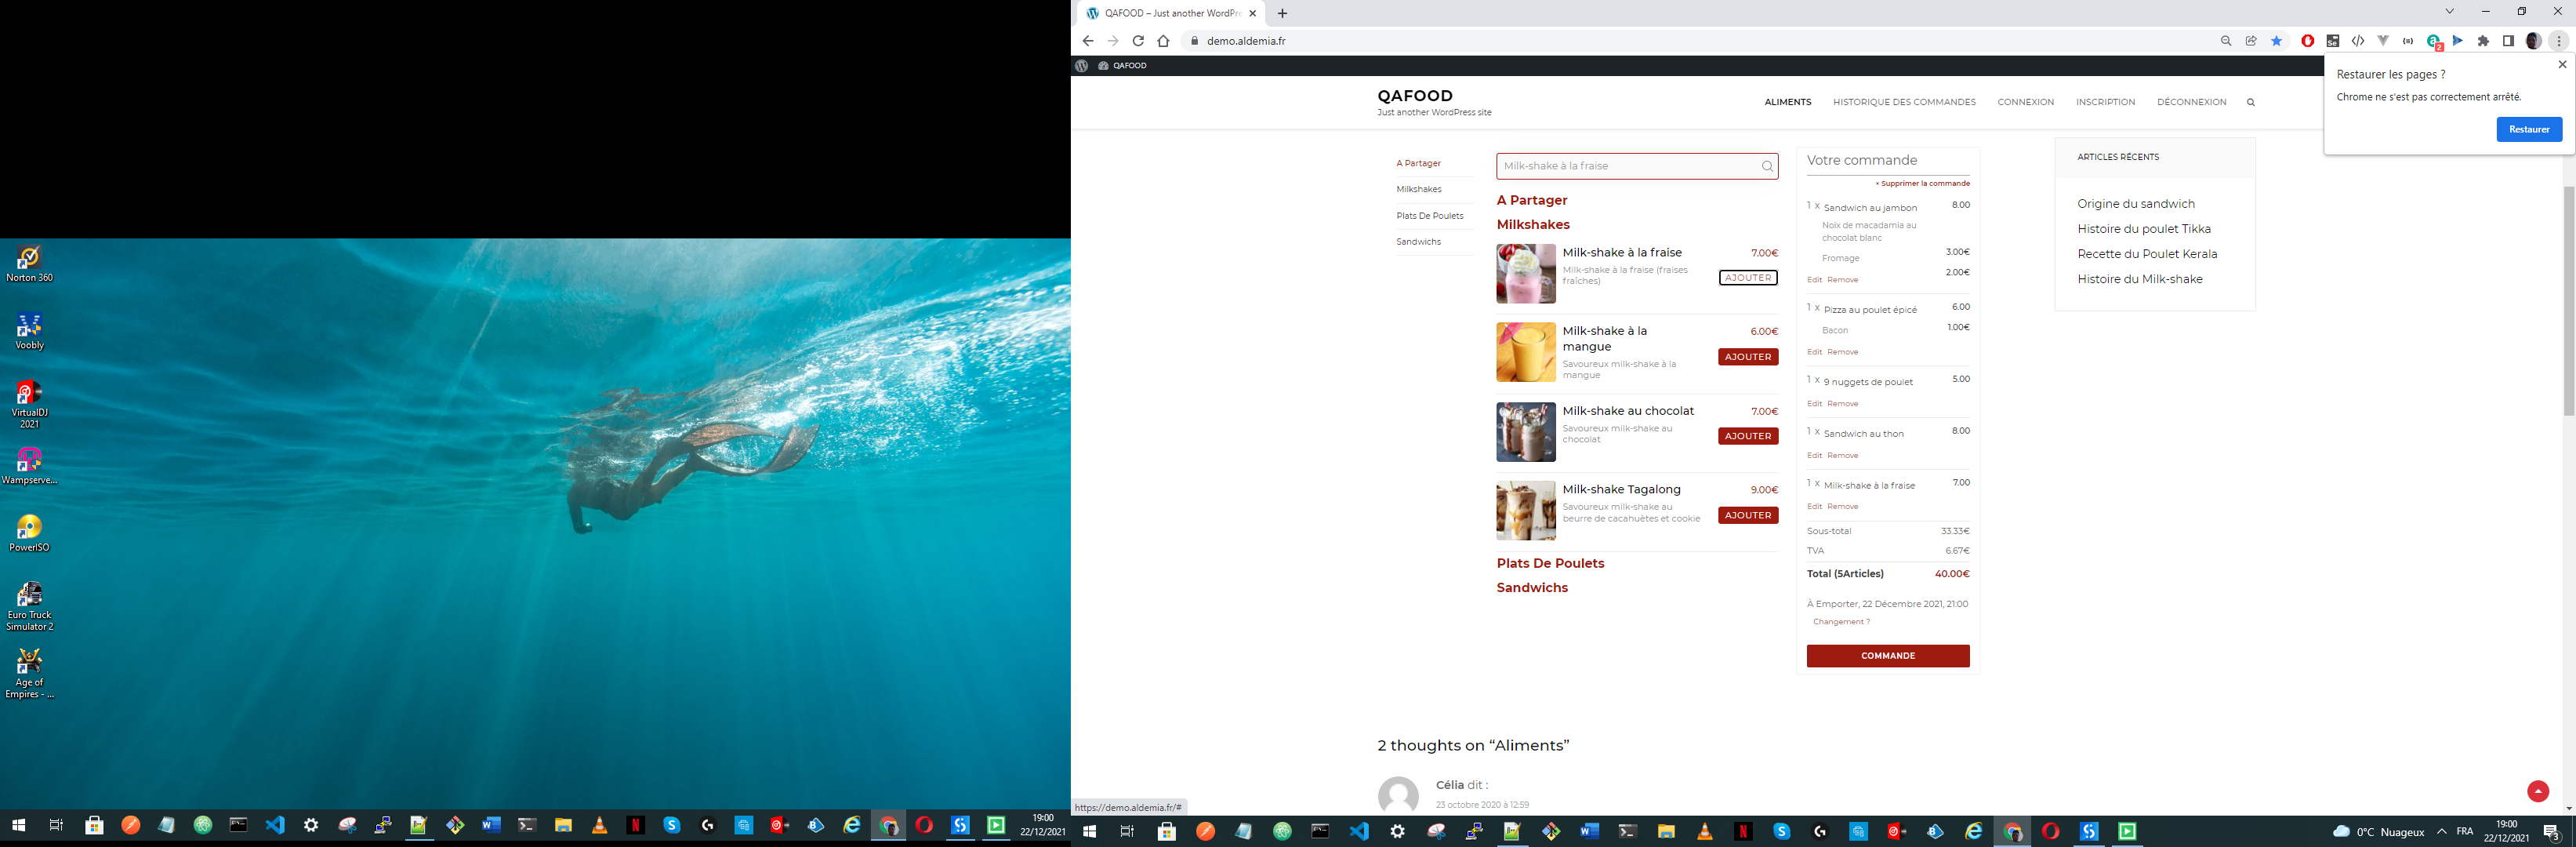 Norton 360
Voobly
VirtualDJ
2021
Wampserve...
PowerISO
Euro Truck
Simulator 2
Age of
Empires - ...
19:00
22/12/2021
QAFOOD – Just another WordPre
demo.aldemia.fr
QAFOOD
Restaurer les pages ?
Chrome ne s'est pas correctement arrêté.
Restaurer
QAFOOD
Just another WordPress site
ALIMENTS
HISTORIQUE DES COMMANDES
CONNEXION
INSCRIPTION
DÉCONNEXION
A Partager
Milkshakes
Plats De Poulets
Sandwichs
Milk-shake à la fraise
A Partager
Milkshakes
Milk-shake à la fraise 7.00€
Milk-shake à la fraise (fraises
fraîches)
AJOUTER
Milk-shake à la
mangue
6.00€
Savoureux milk-shake à la
mangue
AJOUTER
Milk-shake au chocolat 7.00€
Savoureux milk-shake au
chocolat
AJOUTER
Milk-shake Tagalong 9.00€
Savoureux milk-shake au
beurre de cacahuètes et cookie
AJOUTER
Plats De Poulets
Sandwichs
Votre commande
× Supprimer la commande
1 x Sandwich au jambon 8.00
Noix de macadamia au
chocolat blanc
3.00€
Fromage
2.00€
Edit Remove
1 x Pizza au poulet épicé 6.00
Bacon 1.00€
Edit Remove
1 x 9 nuggets de poulet 5.00
Edit Remove
1 x Sandwich au thon 8.00
Edit Remove
1 x Milk-shake à la fraise 7.00
Edit Remove
Sous-total 33.33€
TVA 6.67€
Total (5Articles) 40.00€
À Emporter, 22 Décembre 2021, 21:00
Changement ?
COMMANDE
ARTICLES RÉCENTS
Origine du sandwich
Histoire du poulet Tikka
Recette du Poulet Kerala
Histoire du Milk-shake
2 thoughts on “Aliments”
Célia dit :
23 octobre 2020 à 12:59
https://demo.aldemia.fr/#
0°C Nuageux
FRA
19:00
22/12/2021
3